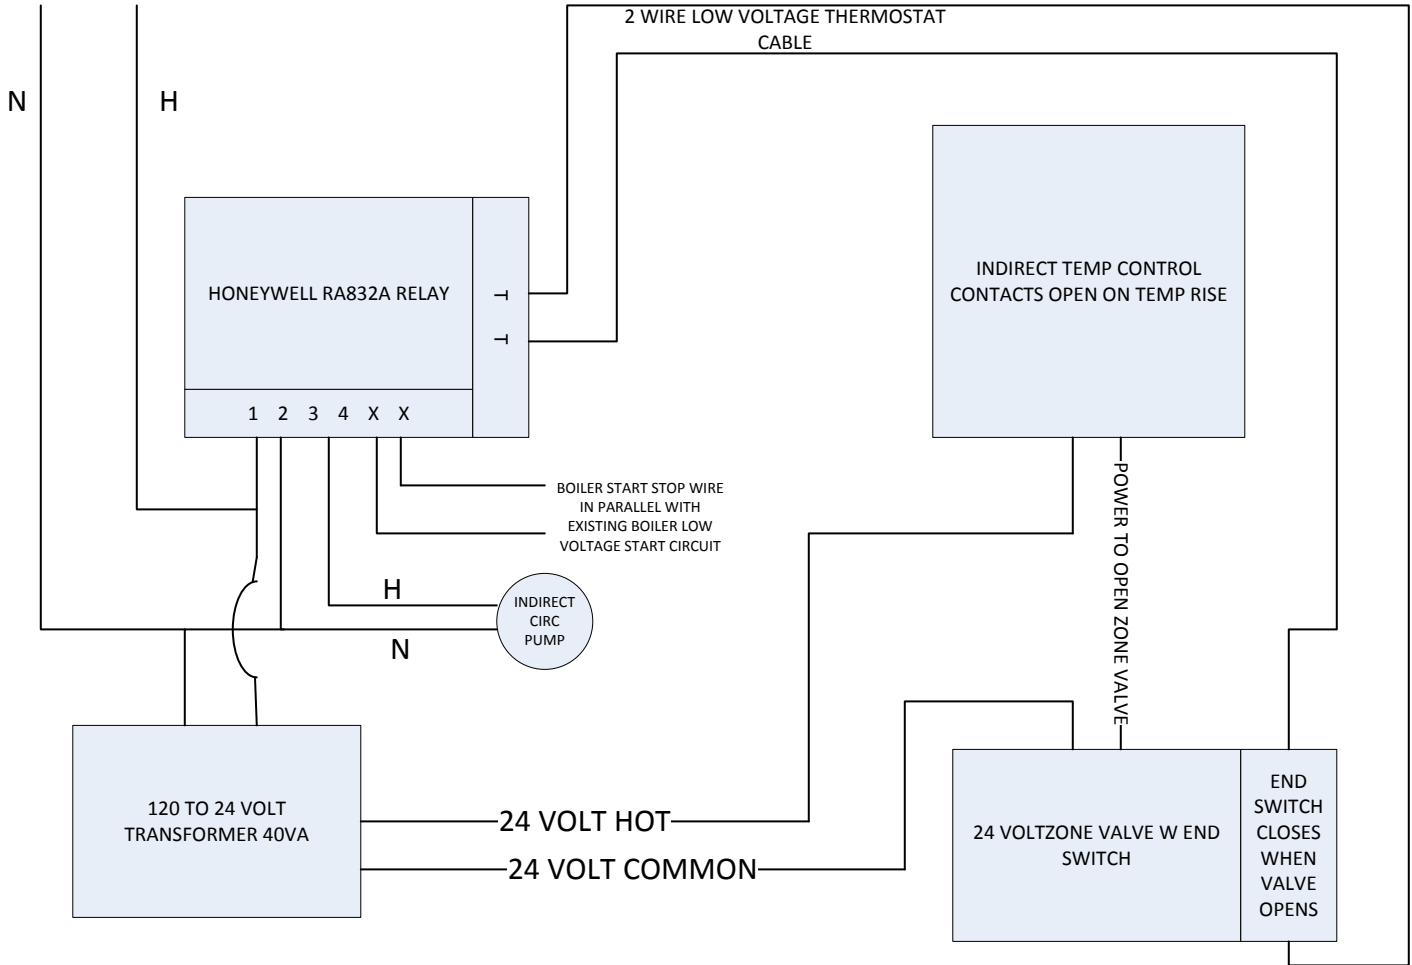 2 WIRE LOW VOLTAGE THERMOSTAT
CABLE
N
H
HONEYWELL RA832A RELAY
T
T
1 2 3 4 X X
INDIRECT TEMP CONTROL
CONTACTS OPEN ON TEMP RISE
BOILER START STOP WIRE
IN PARALLEL WITH
EXISTING BOILER LOW
VOLTAGE START CIRCUIT
H
INDIRECT
CIRC
PUMP
N
POWER TO OPEN ZONE VALVE
120 TO 24 VOLT
TRANSFORMER 40VA
24 VOLT HOT
24 VOLT COMMON
24 VOLTZONE VALVE W END
SWITCH
END
SWITCH
CLOSES
WHEN
VALVE
OPENS